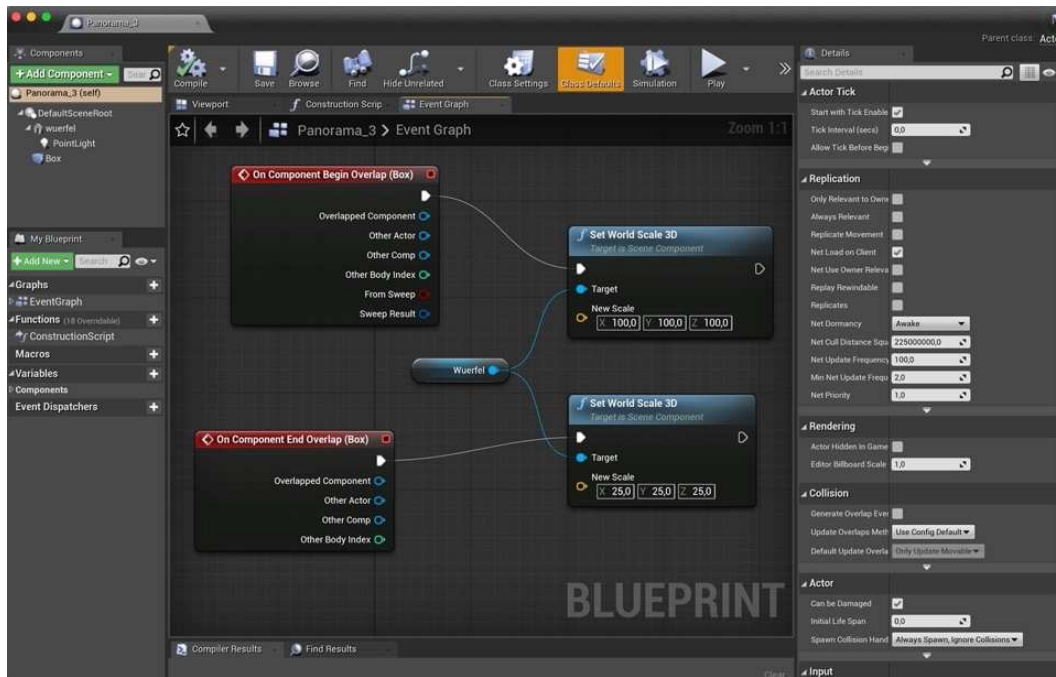 Panorama_3
Parent class: Acto
Components
+Add Component
Sear
Panorama_3 (self)
DefaultSceneRoot
wuerfel
PointLight
Box
My Blueprint
+Add New
Search
Graphs
EventGraph
Functions (18 Overridable)
ConstructionScript
Macros
Variables
Components
Event Dispatchers
Compile
Save
Browse
Find
Hide Unrelated
Class Settings
Class Defaults
Simulation
Play
Viewport
Construction Scrip
Event Graph
Panorama_3 > Event Graph
Zoom 1:1
On Component Begin Overlap (Box)
Overlapped Component
Other Actor
Other Comp
Other Body Index
From Sweep
Sweep Result
Set World Scale 3D
Target is Scene Component
Target
New Scale
X 100,0 Y 100,0 Z 100,0
Wuerfel
Set World Scale 3D
Target is Scene Component
Target
New Scale
X 25,0 Y 25,0 Z 25,0
On Component End Overlap (Box)
Overlapped Component
Other Actor
Other Comp
Other Body Index
BLUEPRINT
Compiler Results
Find Results
Clear
Details
Search Details
Actor Tick
Start with Tick Enable
Tick Interval (secs) 0,0
Allow Tick Before Begi
Replication
Only Relevant to Owne
Always Relevant
Replicate Movement
Net Load on Client
Net Use Owner Releva
Replay Rewindable
Replicates
Net Dormancy Awake
Net Cull Distance Squ 225000000,0
Net Update Frequency 100,0
Min Net Update Frequ 2,0
Net Priority 1,0
Rendering
Actor Hidden In Game
Editor Billboard Scale 1,0
Collision
Generate Overlap Even
Update Overlaps Meth Use Config Default
Default Update Overla Only Update Movable
Actor
Can be Damaged
Initial Life Span 0,0
Spawn Collision Hand Always Spawn, Ignore Collisions
Input